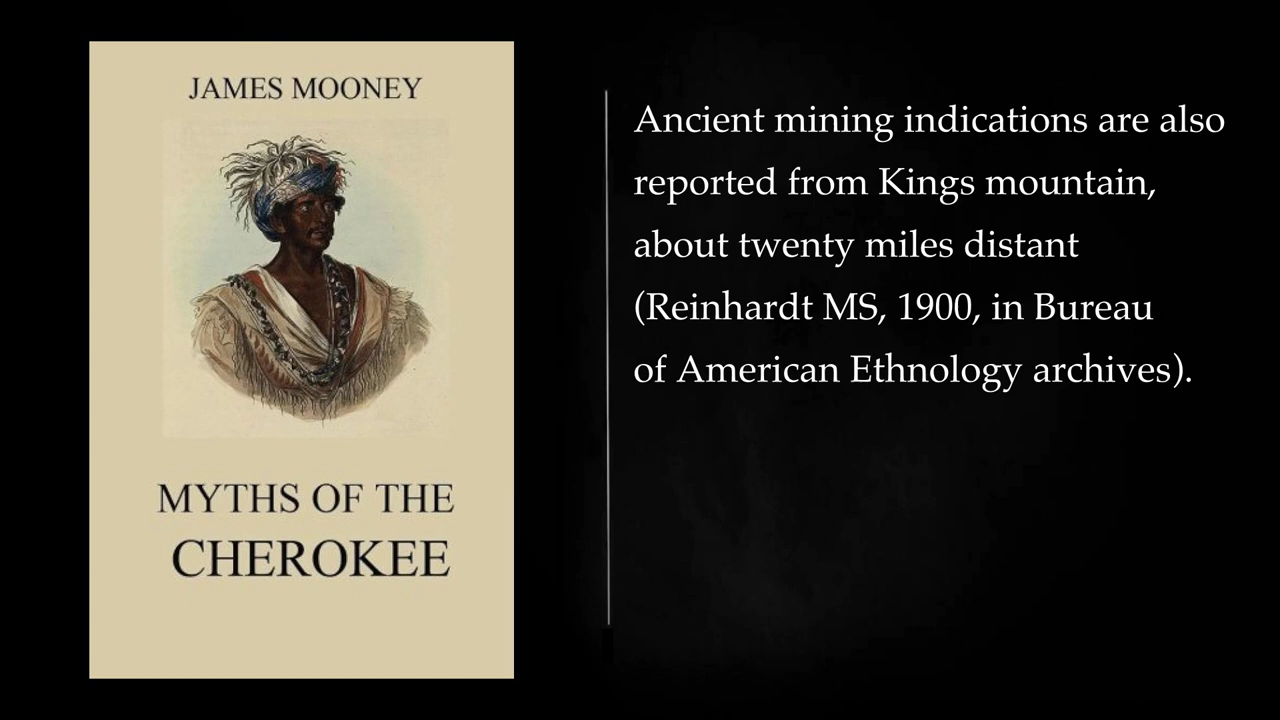 JAMES MOONEY
MYTHS OF THE
CHEROKEE
Ancient mining indications are also
reported from Kings mountain,
about twenty miles distant
(Reinhardt MS, 1900, in Bureau
of American Ethnology archives).